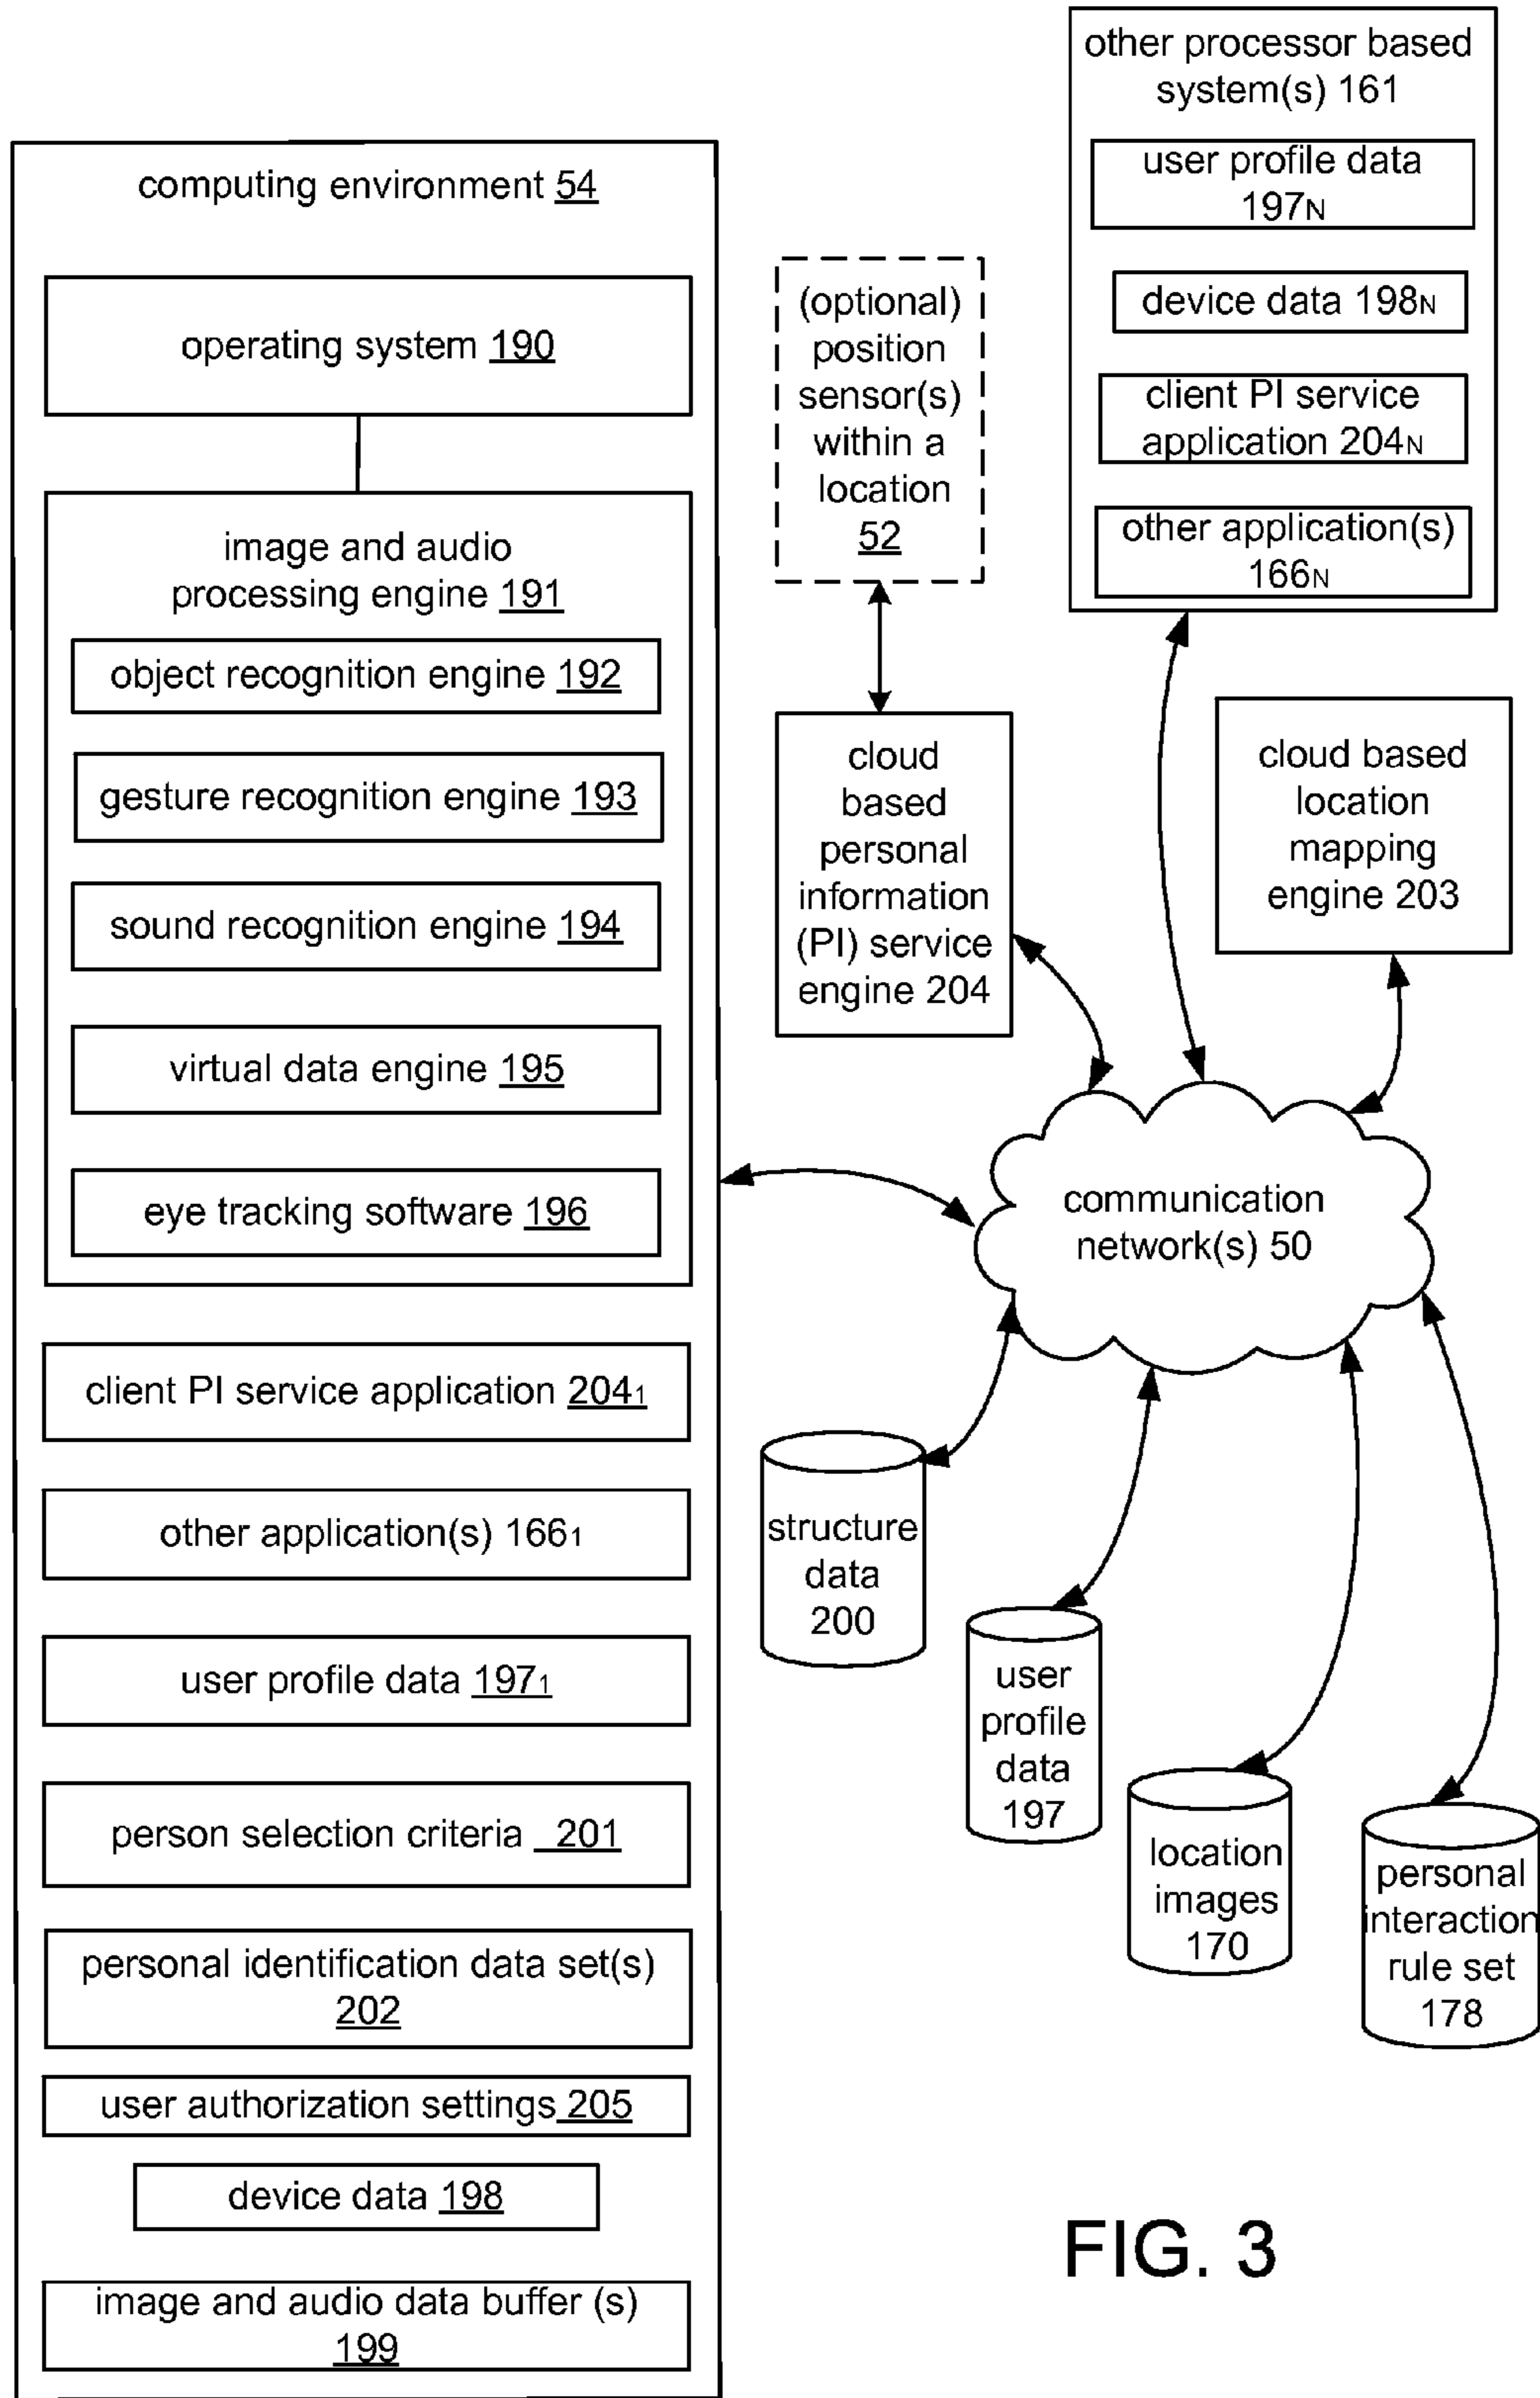 computing environment 54
operating system 190
image and audio
processing engine 191
object recognition engine 192
gesture recognition engine 193
sound recognition engine 194
virtual data engine 195
eye tracking software 196
client PI service application 204₁
other application(s) 166₁
user profile data 197₁
person selection criteria 201
personal identification data set(s)
202
user authorization settings 205
device data 198
image and audio data buffer (s)
199
(optional)
position
sensor(s)
within a
location
52
cloud
based
personal
information
(PI) service
engine 204
other processor based
system(s) 161
user profile data
197N
device data 198N
client PI service
application 204N
other application(s)
166N
cloud based
location
mapping
engine 203
communication
network(s) 50
structure
data
200
user
profile
data
197
location
images
170
personal
interaction
rule set
178
FIG. 3